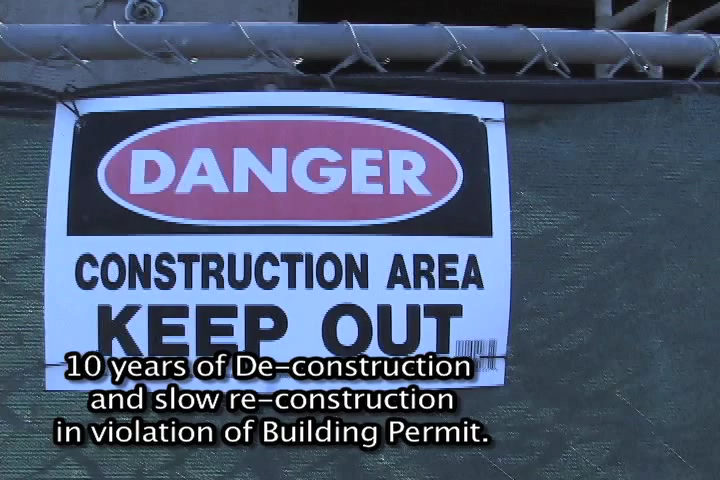 DANGER
CONSTRUCTION AREA
KEEP OUT
10 years of De-construction
and slow re-construction
in violation of Building Permit.